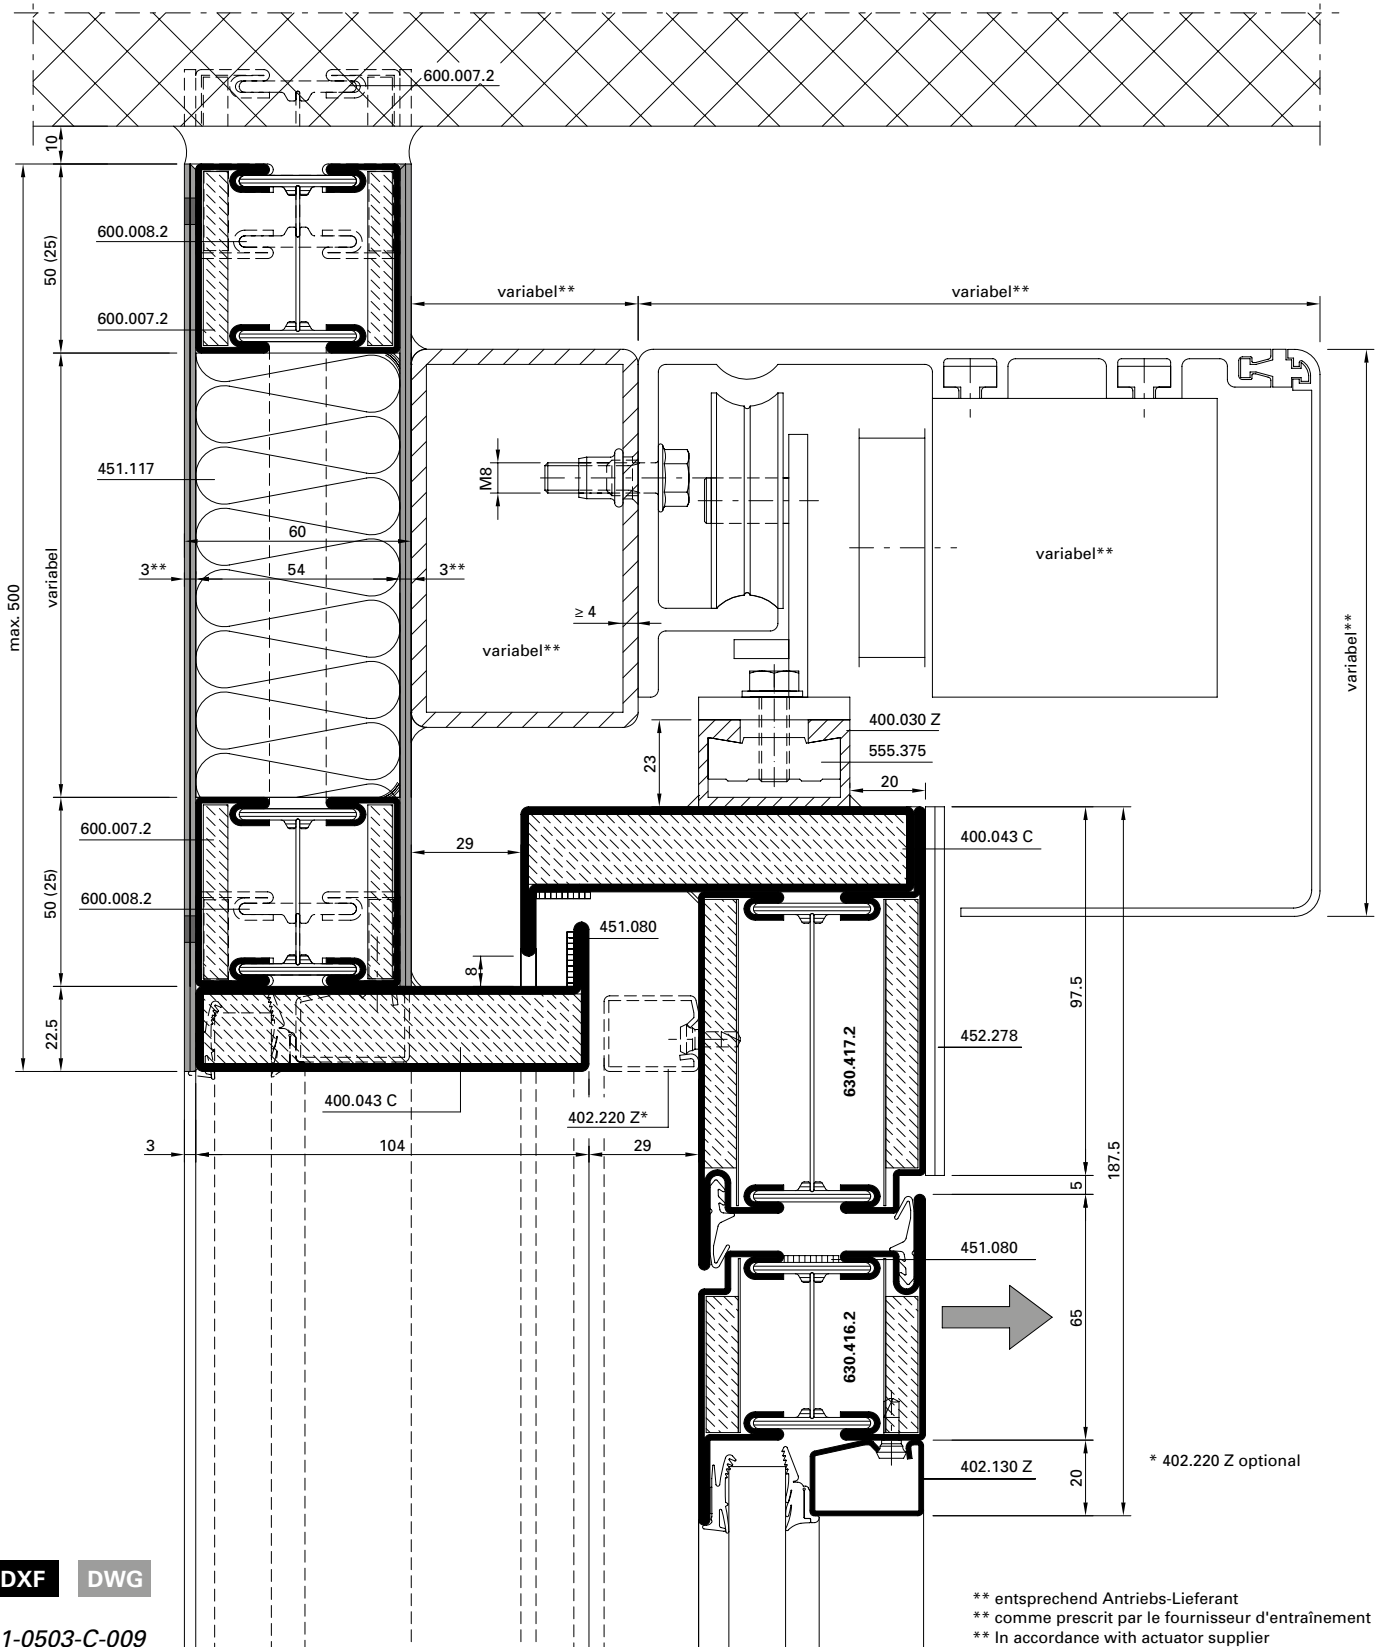 600.007.2
10
600.008.2
50 (25)
variabel**
variabel**
600.007.2
451.117
M8
60
variabel**
variabel
3**
54
3**
max. 500
≥ 4
variabel**
variabel**
400.030 Z
23
555.375
20
600.007.2
29
400.043 C
50 (25)
600.008.2
451.080
8
97.5
22.5
630.417.2
452.278
400.043 C
402.220 Z*
3
104
29
187.5
5
451.080
65
630.416.2
402.130 Z
20
* 402.220 Z optional
DXF
DWG
** entsprechend Antriebs-Lieferant
** comme prescrit par le fournisseur d'entraînement
** In accordance with actuator supplier
1-0503-C-009